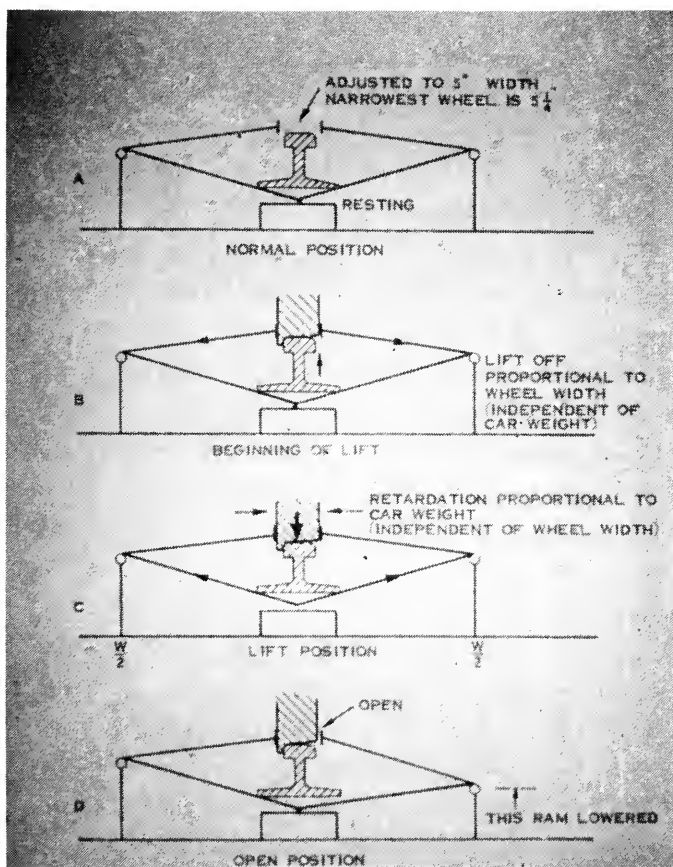 ADJUSTED TO 5" WIDTH
NARROWEST WHEEL IS 5 1/4
A
RESTING
NORMAL POSITION
LIFT OFF
PROPORTIONAL TO
WHEEL WIDTH
(INDEPENDENT OF
CAR-WEIGHT)
B
BEGINNING OF LIFT
RETARDATION PROPORTIONAL TO
CAR WEIGHT
(INDEPENDENT OF WHEEL WIDTH)
C
W/2
LIFT POSITION
W/2
OPEN
D
THIS RAM LOWERED
OPEN POSITION